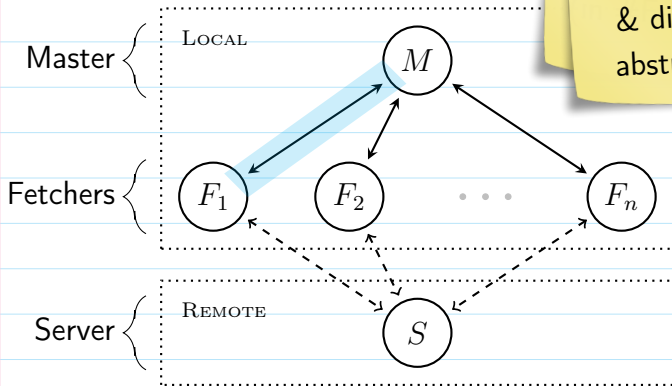 & di
abst
LOCAL
Master
M
Fetchers
F1
F2
...
Fn
REMOTE
Server
S